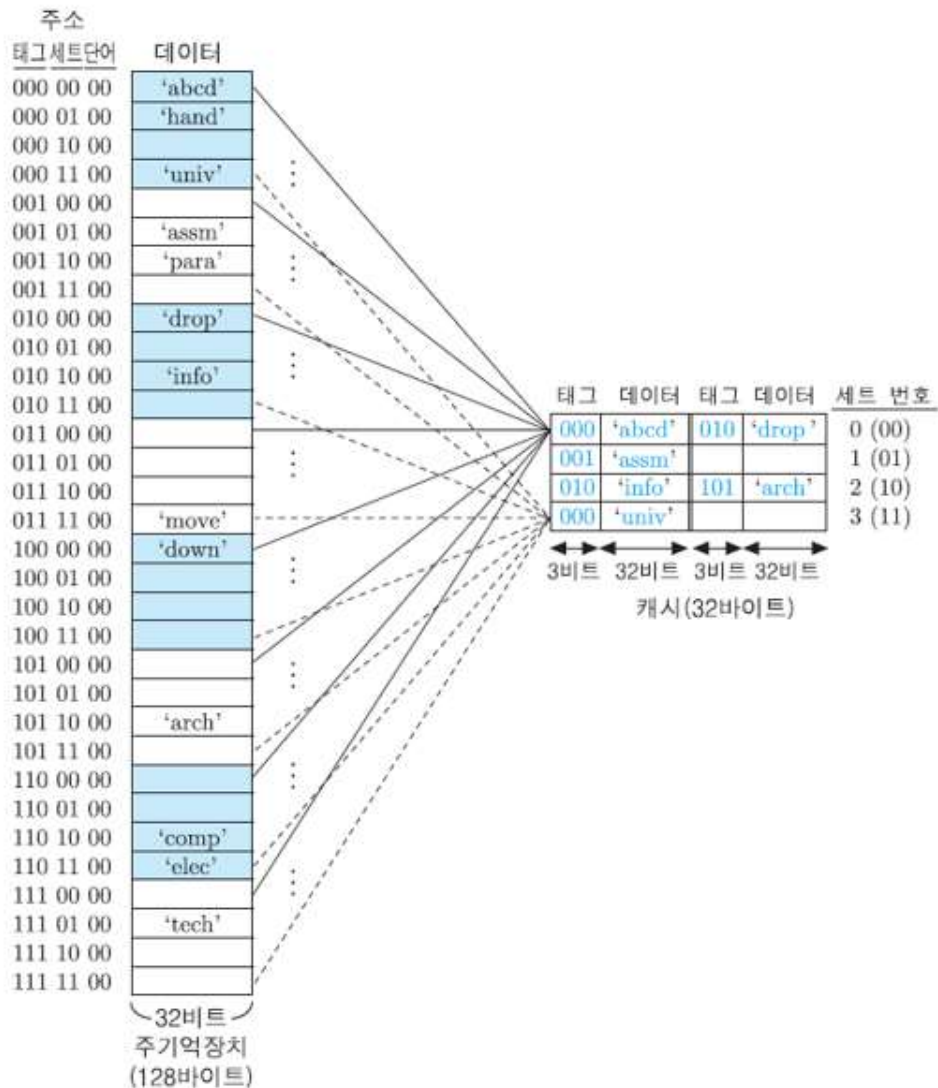 주소
태그 세트 단어 데이터
000 00 00 ‘abcd’
000 01 00 ‘hand’
000 10 00
000 11 00 ‘univ’
001 00 00
001 01 00 ‘assm’
001 10 00 ‘para’
001 11 00
010 00 00 ‘drop’
010 01 00
010 10 00 ‘info’
010 11 00
011 00 00
011 01 00
011 10 00
011 11 00 ‘move’
100 00 00 ‘down’
100 01 00
100 10 00
100 11 00
101 00 00
101 01 00
101 10 00 ‘arch’
101 11 00
110 00 00
110 01 00
110 10 00 ‘comp’
110 11 00 ‘elec’
111 00 00
111 01 00 ‘tech’
111 10 00
111 11 00
32비트
주기억장치
(128바이트)
태그 데이터 태그 데이터 세트 번호
000 ‘abcd’ 010 ‘drop’ 0 (00)
001 ‘assm’ 1 (01)
010 ‘info’ 101 ‘arch’ 2 (10)
000 ‘univ’ 3 (11)
3비트 32비트 3비트 32비트
캐시(32바이트)